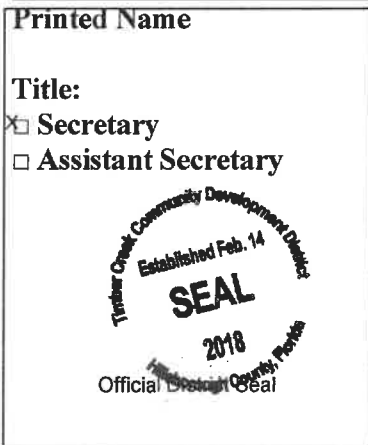 Printed Name
Title:
☒ Secretary
☐ Assistant Secretary
Timber Creek Community Development District
Established Feb. 14
SEAL
2018
Hillsborough County, Florida
Official District Seal